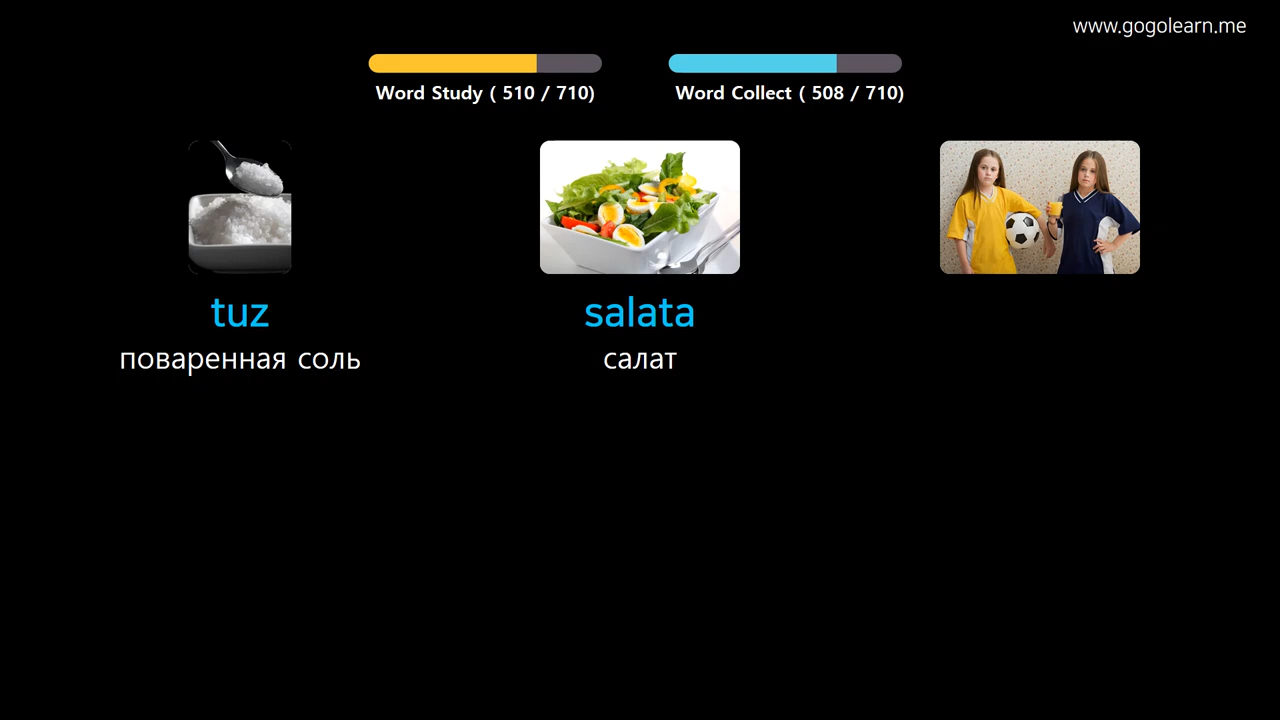 www.gogolearn.me
Word Study ( 510 / 710)
Word Collect ( 508 / 710)
tuz
salata
поваренная соль
салат